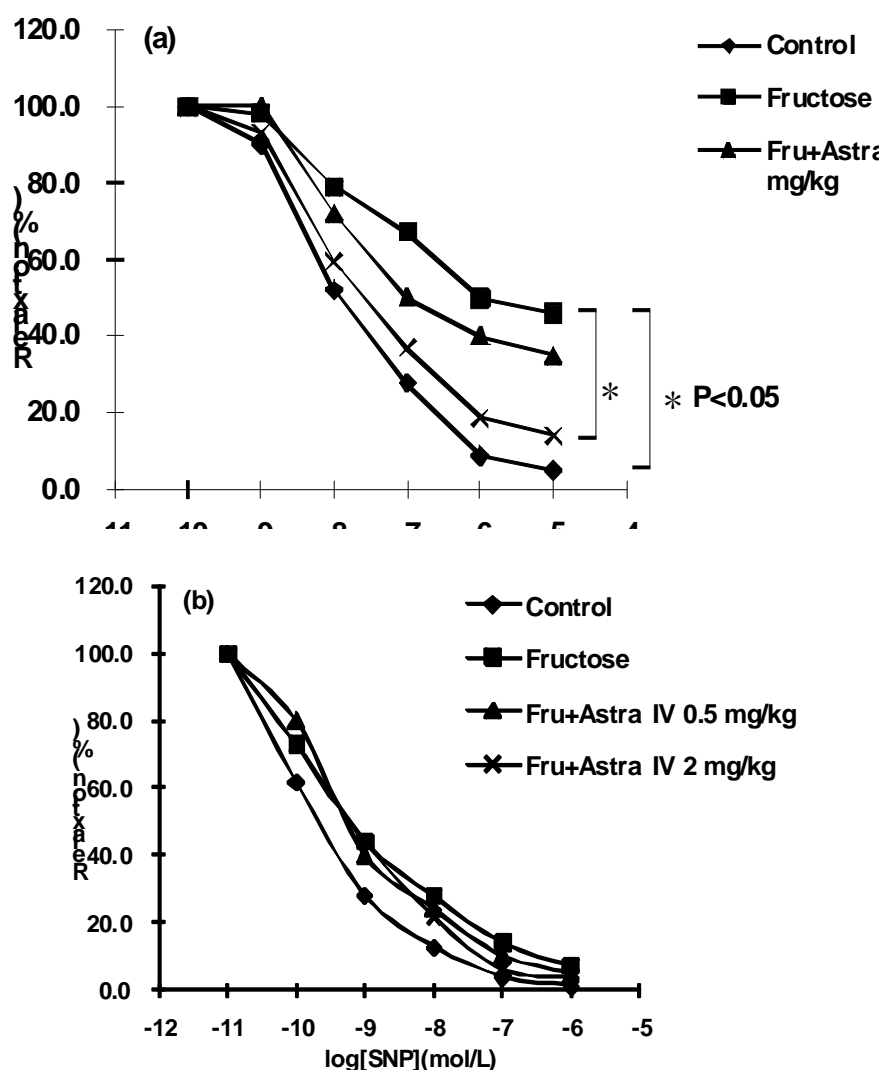 120.0
(a)
Control
100.0
Fructose
80.0
Fru+Astra
mg/kg
Relaxtion(%)
60.0
40.0
*
* P<0.05
20.0
0.0
120.0
(b)
Control
100.0
Fructose
80.0
Fru+Astra IV 0.5 mg/kg
Fru+Astra IV 2 mg/kg
Relaxtion(%)
60.0
40.0
20.0
0.0
-12 -11 -10 -9 -8 -7 -6 -5
log[SNP](mol/L)